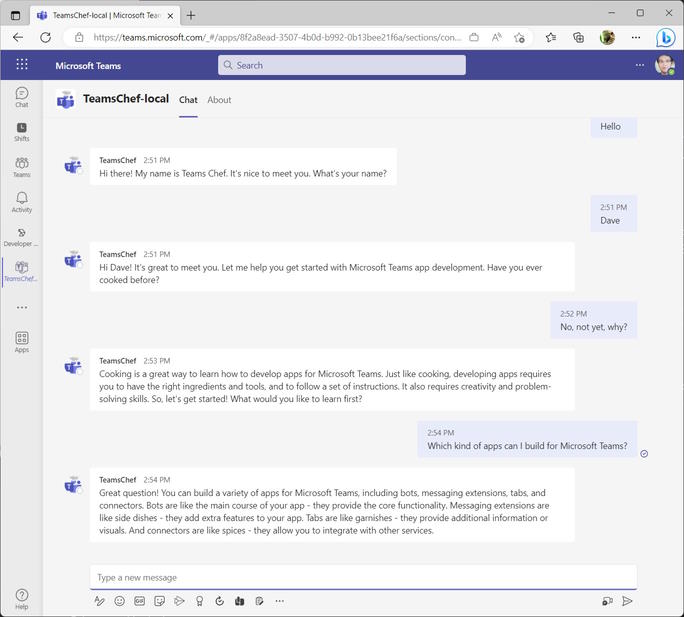 TeamsChef-local | Microsoft Team
https://teams.microsoft.com/_#/apps/8f2a8ead-3507-4b0d-b992-0b13bee21f6a/sections/con...
Microsoft Teams
Search
Chat
Shifts
Teams
Activity
Developer ...
TeamsChef...
Apps
Help
TeamsChef-local Chat About
Hello
TeamsChef 2:51 PM
Hi there! My name is Teams Chef. It's nice to meet you. What's your name?
2:51 PM
Dave
TeamsChef 2:51 PM
Hi Dave! It's great to meet you. Let me help you get started with Microsoft Teams app development. Have you ever
cooked before?
2:52 PM
No, not yet, why?
TeamsChef 2:53 PM
Cooking is a great way to learn how to develop apps for Microsoft Teams. Just like cooking, developing apps requires
you to have the right ingredients and tools, and to follow a set of instructions. It also requires creativity and problem-
solving skills. So, let's get started! What would you like to learn first?
2:54 PM
Which kind of apps can I build for Microsoft Teams?
TeamsChef 2:54 PM
Great question! You can build a variety of apps for Microsoft Teams, including bots, messaging extensions, tabs, and
connectors. Bots are like the main course of your app - they provide the core functionality. Messaging extensions are
like side dishes - they add extra features to your app. Tabs are like garnishes - they provide additional information or
visuals. And connectors are like spices - they allow you to integrate with other services.
Type a new message
GIF